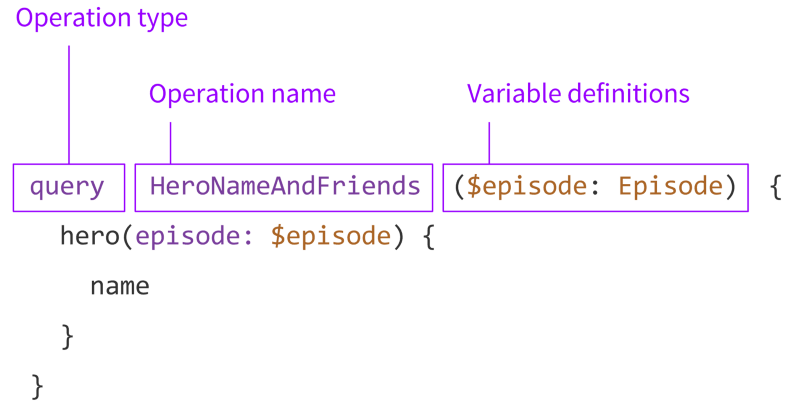 Operation type
Operation name
Variable definitions
query HeroNameAndFriends ($episode: Episode) {
hero(episode: $episode) {
name
}
}